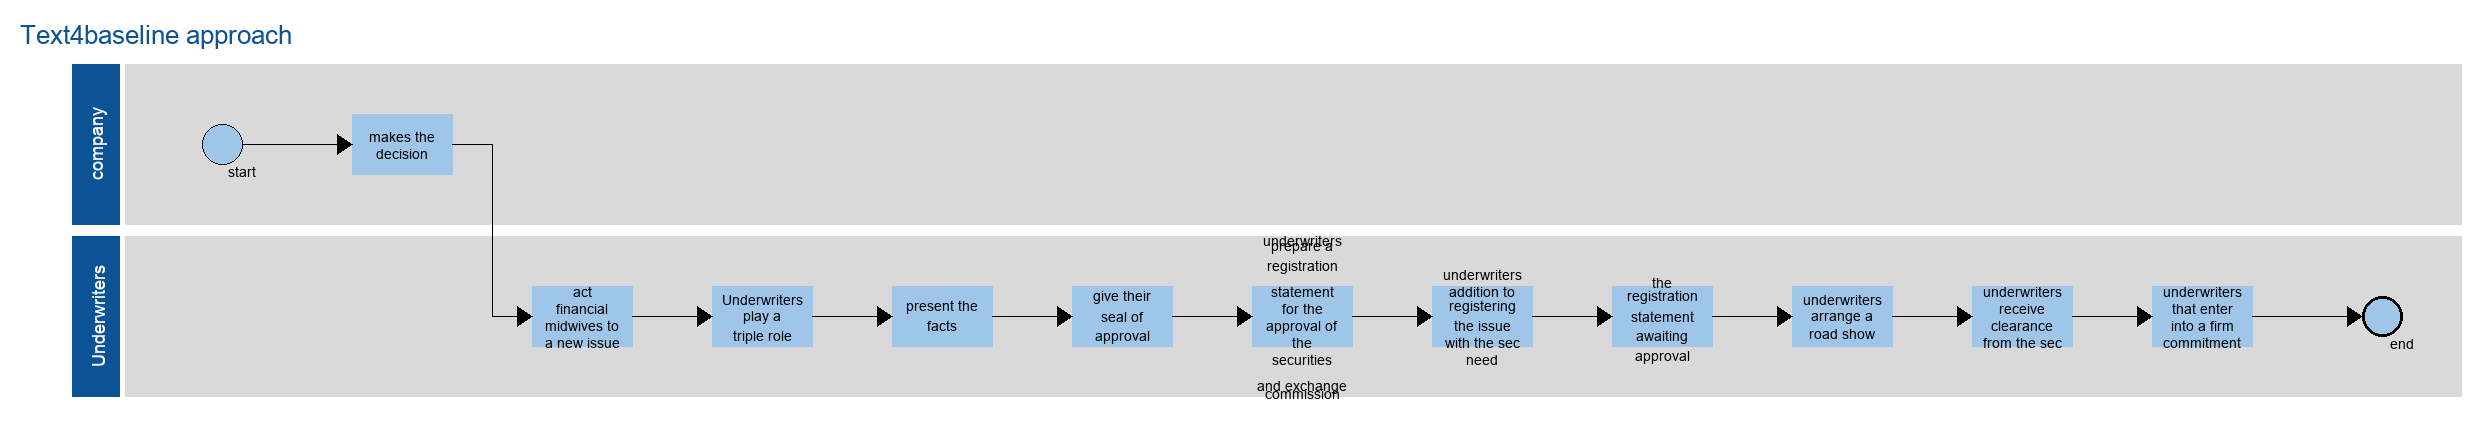 Text4baseline approach
company
start
makes the
decision
Underwriters
act
financial
midwives to
a new issue
Underwriters
play a
triple role
present the
facts
give their
seal of
approval
underwriters
prepare a
registration
statement
for the
approval of
the
securities
and exchange
commission
underwriters
addition to
registering
the issue
with the sec
need
the
registration
statement
awaiting
approval
underwriters
arrange a
road show
underwriters
receive
clearance
from the sec
underwriters
that enter
into a firm
commitment
end